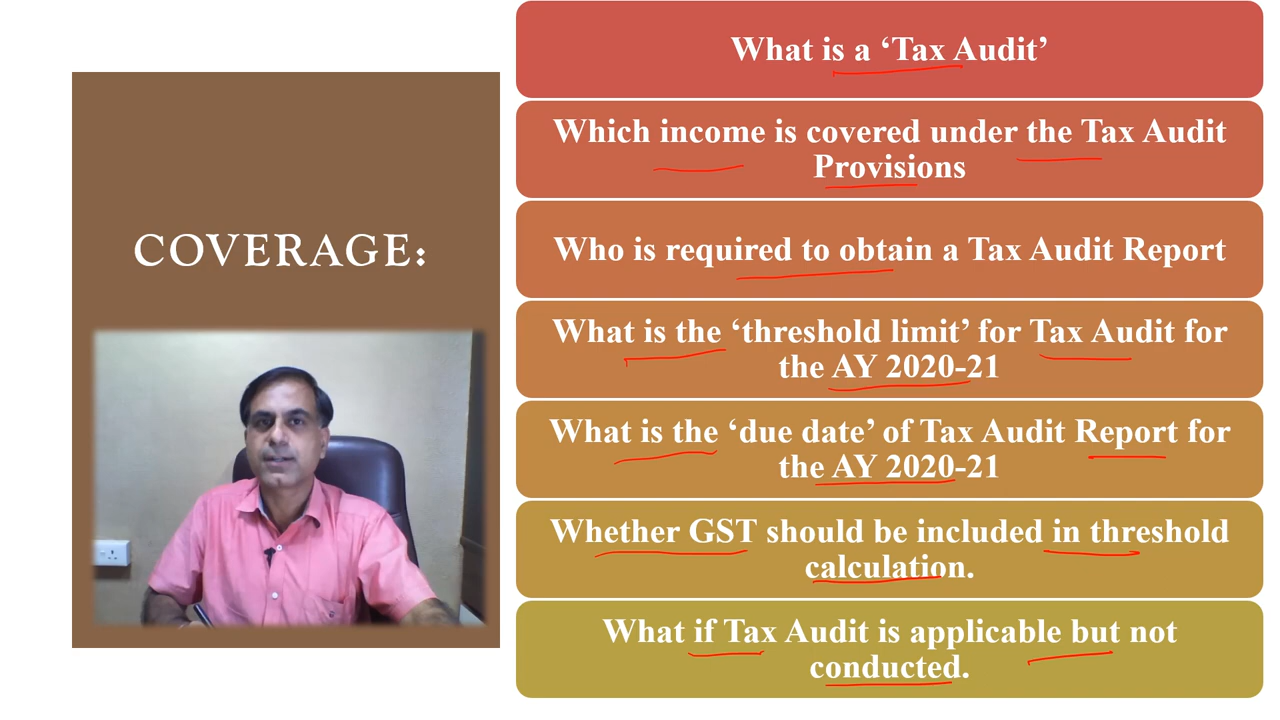 COVERAGE:
What is a ‘Tax Audit’
Which income is covered under the Tax Audit
Provisions
Who is required to obtain a Tax Audit Report
What is the ‘threshold limit’ for Tax Audit for
the AY 2020-21
What is the ‘due date’ of Tax Audit Report for
the AY 2020-21
Whether GST should be included in threshold
calculation.
What if Tax Audit is applicable but not
conducted.